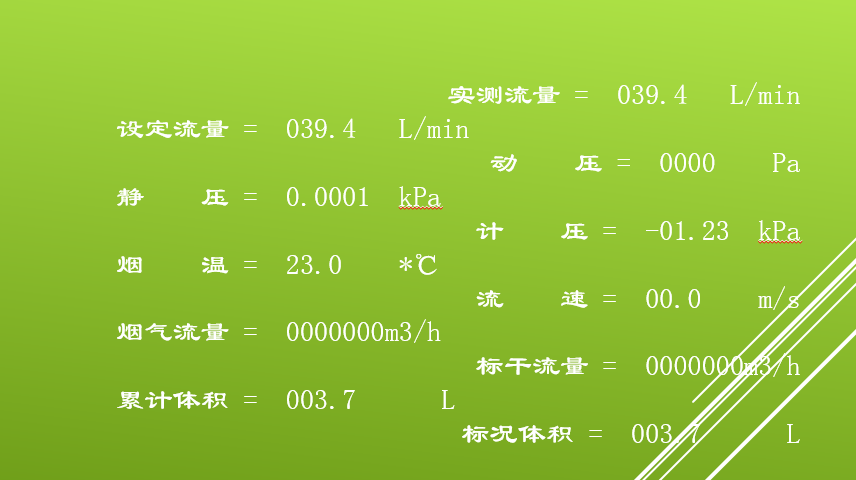 设定流量 = 039.4 L/min
静 压 = 0.0001 kPa
烟 温 = 23.0 *℃
烟气流量 = 0000000m3/h
累计体积 = 003.7 L
实测流量 = 039.4 L/min
动 压 = 0000 Pa
计 压 = -01.23 kPa
流 速 = 00.0 m/s
标干流量 = 0000000m3/h
标况体积 = 003.7 L